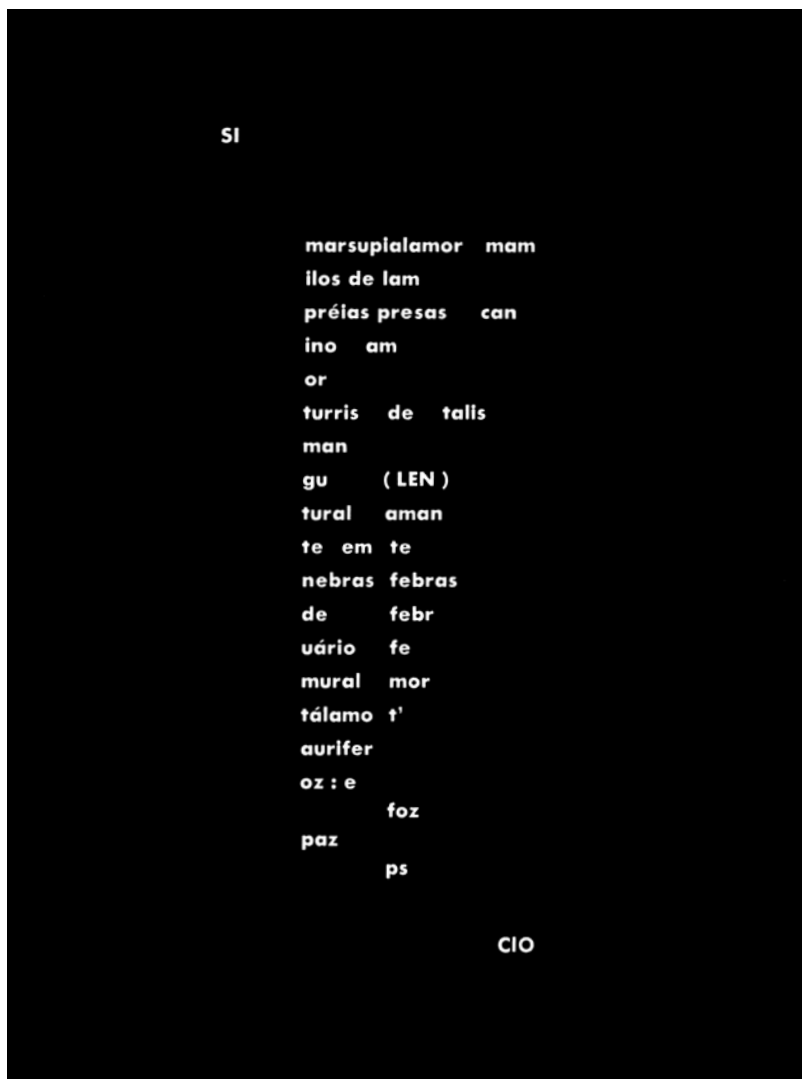 SI
marsupialamor mam
ilos de lam
préias presas can
ino am
or
turris de talis
man
gu ( LEN )
tural aman
te em te
nebras febras
de febr
uário fe
mural mor
tálamo t'
aurifer
oz : e
foz
paz
ps
CIO